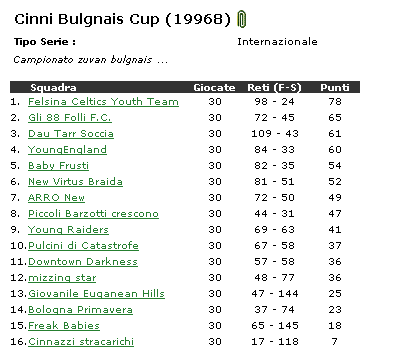 Cinni Bulgnais Cup (19968)
Tipo Serie : Internazionale
Campionato zuvan bulgnais ...
Squadra Giocate Reti (F-S) Punti
1. Felsina Celtics Youth Team 30 98 - 24 78
2. Gli 88 Folli F.C. 30 72 - 45 65
3. Dau Tarr Soccia 30 109 - 43 61
4. YoungEngland 30 84 - 33 60
5. Baby Frusti 30 82 - 35 54
6. New Virtus Braida 30 81 - 51 52
7. ARRO New 30 72 - 50 49
8. Piccoli Barzotti crescono 30 44 - 31 47
9. Young Raiders 30 69 - 63 41
10. Pulcini di Catastrofe 30 67 - 58 37
11. Downtown Darkness 30 57 - 58 36
12. mizzing star 30 48 - 77 36
13. Giovanile Euganean Hills 30 47 - 144 25
14. Bologna Primavera 30 37 - 74 23
15. Freak Babies 30 65 - 145 18
16. Cinnazzi stracarichi 30 17 - 118 7